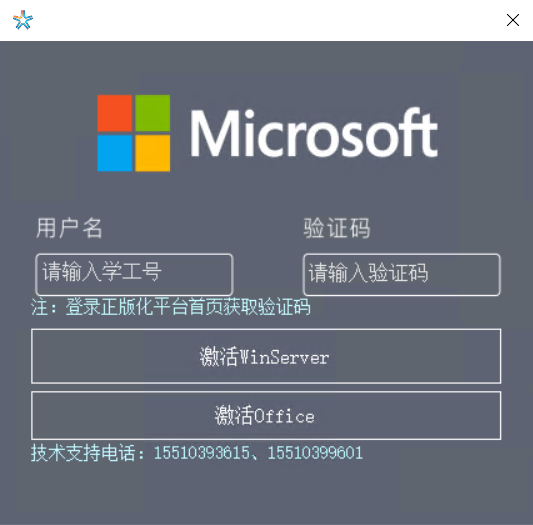 Microsoft
用户名 验证码
请输入学工号 请输入验证码
注：登录正版化平台首页获取验证码
激活WinServer
激活Office
技术支持电话：15510393615、15510399601